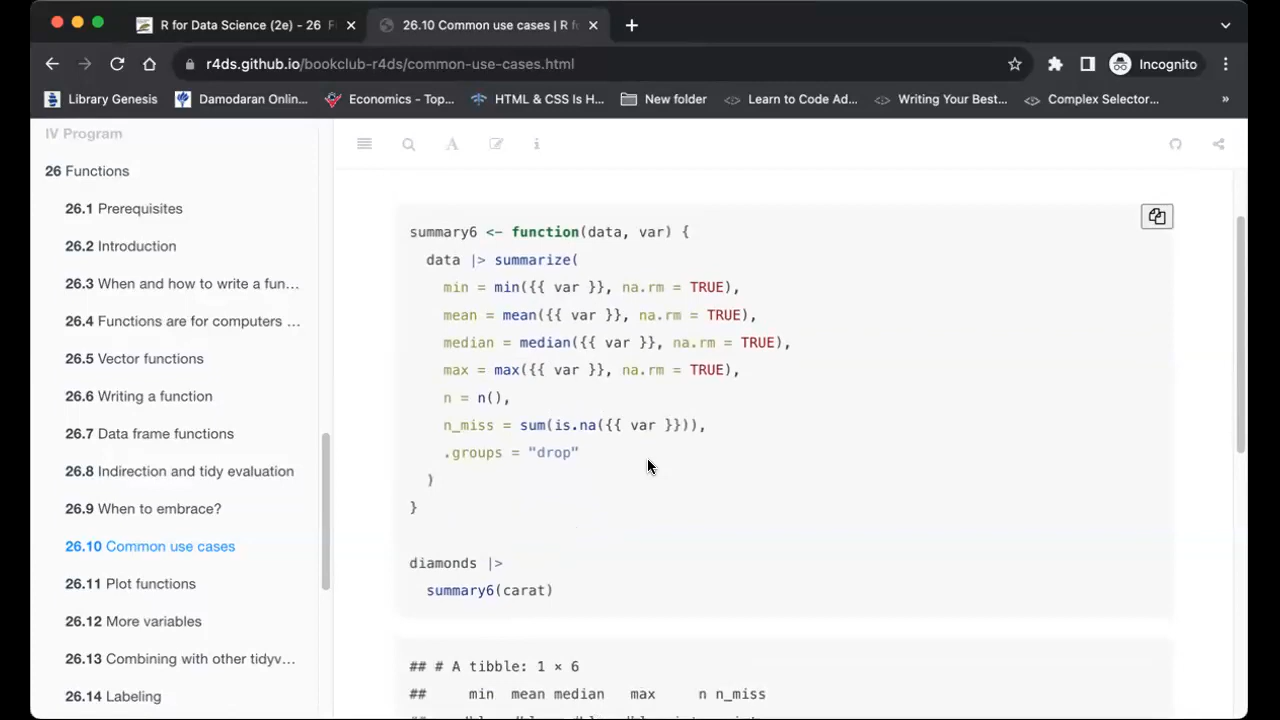 R for Data Science (2e) - 26 F
26.10 Common use cases | R fo
r4ds.github.io/bookclub-r4ds/common-use-cases.html
Incognito
Library Genesis
Damodaran Onlin...
Economics - Top...
HTML & CSS Is H...
New folder
Learn to Code Ad...
Writing Your Best...
Complex Selector...
»
IV Program
26 Functions
26.1 Prerequisites
26.2 Introduction
26.3 When and how to write a fun...
26.4 Functions are for computers ...
26.5 Vector functions
26.6 Writing a function
26.7 Data frame functions
26.8 Indirection and tidy evaluation
26.9 When to embrace?
26.10 Common use cases
26.11 Plot functions
26.12 More variables
26.13 Combining with other tidyv...
26.14 Labeling
summary6 <- function(data, var) {
data |> summarize(
min = min({{ var }}, na.rm = TRUE),
mean = mean({{ var }}, na.rm = TRUE),
median = median({{ var }}, na.rm = TRUE),
max = max({{ var }}, na.rm = TRUE),
n = n(),
n_miss = sum(is.na({{ var }})),
.groups = "drop"
)
}
diamonds |>
summary6(carat)
## # A tibble: 1 × 6
## min mean median max n n_miss